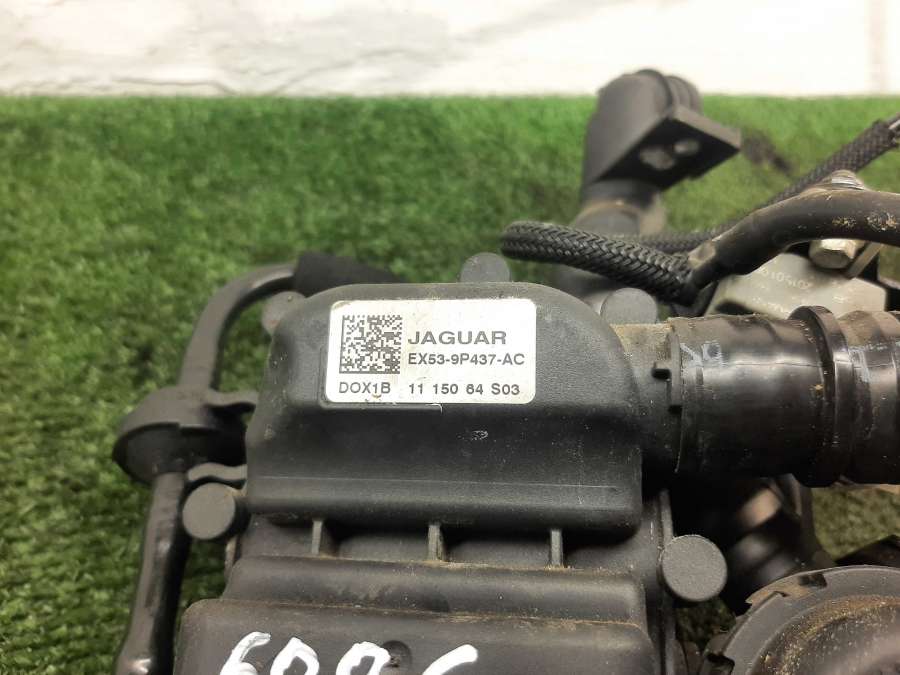 JAGUAR
EX53-9P437-AC
DOX1B 11 150 64 S03